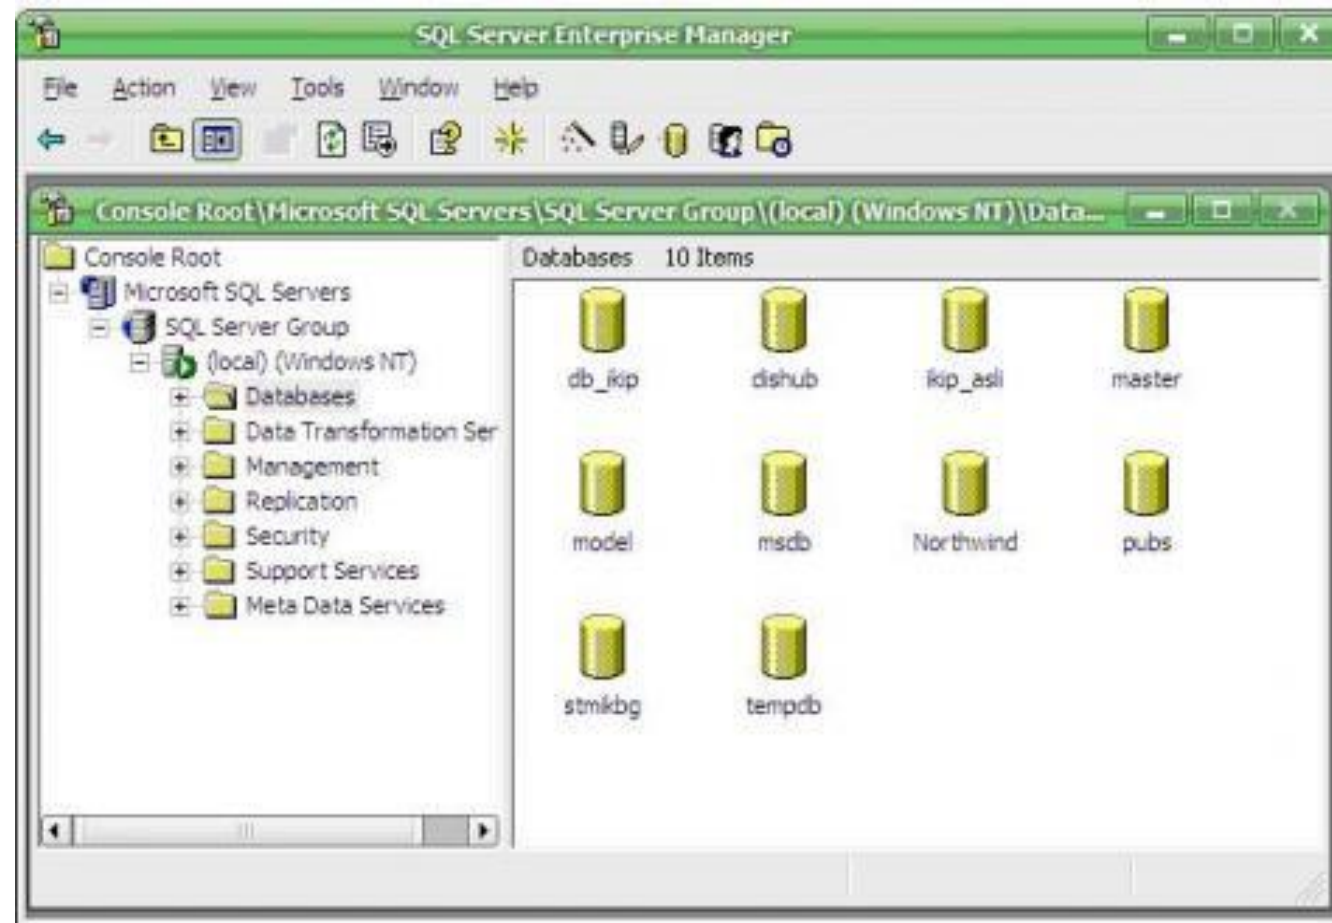 SQL Server Enterprise Manager
File Action View Tools Window Help
Console Root\Microsoft SQL Servers\SQL Server Group\(local) (Windows NT)\Data...
Console Root
Microsoft SQL Servers
SQL Server Group
(local) (Windows NT)
Databases
Data Transformation Ser
Management
Replication
Security
Support Services
Meta Data Services
Databases 10 Items
db_ikip dishub ikip_asli master
model msdb Northwind pubs
stmikbg tempdb